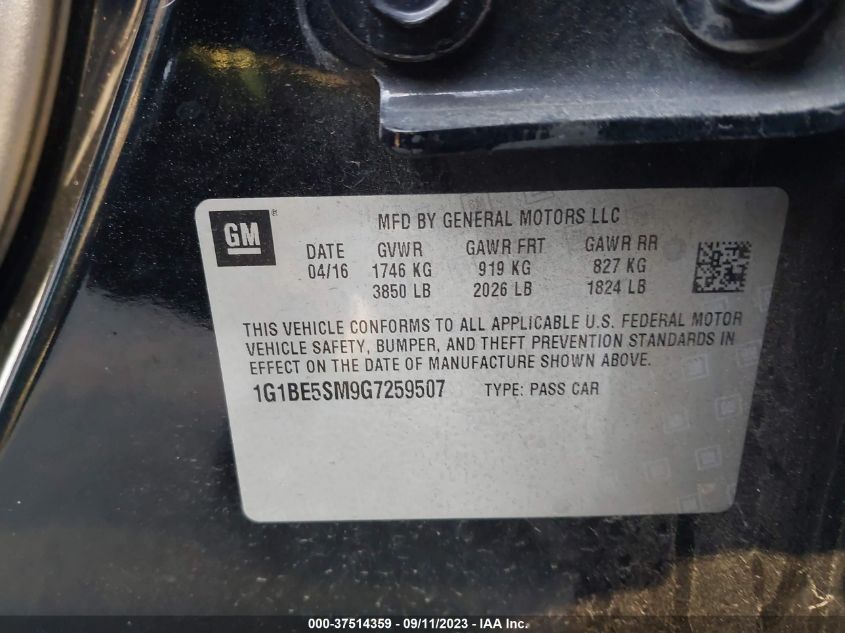 GM
®
MFD BY GENERAL MOTORS LLC
DATE GVWR GAWR FRT GAWR RR
04/16 1746 KG 919 KG 827 KG
3850 LB 2026 LB 1824 LB
THIS VEHICLE CONFORMS TO ALL APPLICABLE U.S. FEDERAL MOTOR
VEHICLE SAFETY, BUMPER, AND THEFT PREVENTION STANDARDS IN
EFFECT ON THE DATE OF MANUFACTURE SHOWN ABOVE.
1G1BE5SM9G7259507 TYPE: PASS CAR
000-37514359 - 09/11/2023 - IAA Inc.